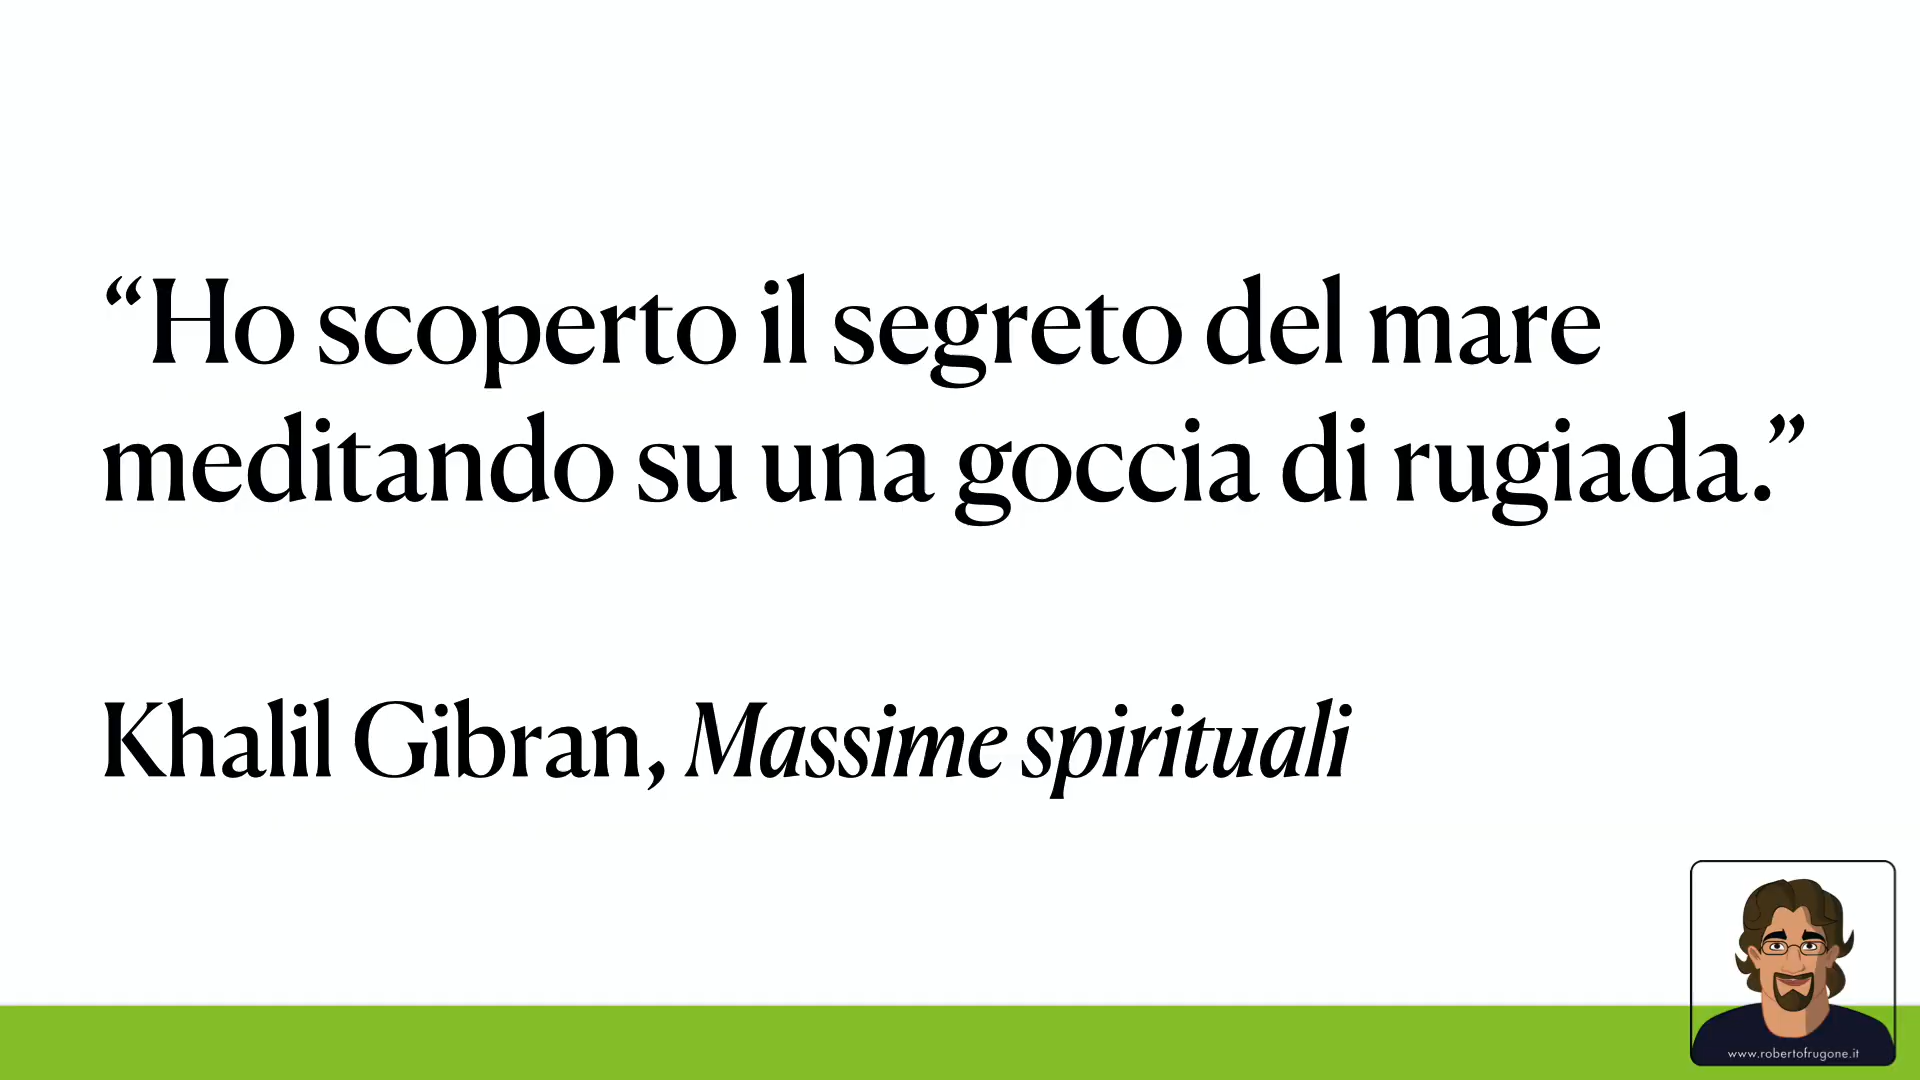 “Ho scoperto il segreto del mare
meditando su una goccia di rugiada.”
Khalil Gibran, Massime spirituali
www.robertofrugone.it